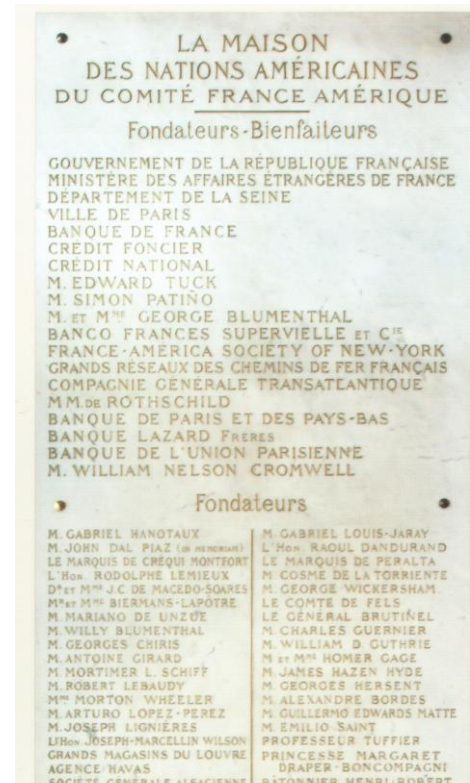 LA MAISON
DES NATIONS AMÉRICAINES
DU COMITÉ FRANCE AMÉRIQUE
Fondateurs-Bienfaiteurs
GOUVERNEMENT DE LA RÉPUBLIQUE FRANÇAISE
MINISTÈRE DES AFFAIRES ÉTRANGÈRES DE FRANCE
DÉPARTEMENT DE LA SEINE
VILLE DE PARIS
BANQUE DE FRANCE
CRÉDIT FONCIER
CRÉDIT NATIONAL
M. EDWARD TUCK
M. SIMON PATIÑO
M. ET MME GEORGE BLUMENTHAL
BANCO FRANCES SUPERVIELLE ET CIE
FRANCE-AMERICA SOCIETY OF NEW-YORK
GRANDS RÉSEAUX DES CHEMINS DE FER FRANÇAIS
COMPAGNIE GÉNÉRALE TRANSATLANTIQUE
MM. DE ROTHSCHILD
BANQUE DE PARIS ET DES PAYS-BAS
BANQUE LAZARD FRERES
BANQUE DE L'UNION PARISIENNE
M. WILLIAM NELSON CROMWELL
Fondateurs
M. GABRIEL HANOTAUX
M. JOHN DAL PIAZ (IN MEMORIAM)
LE MARQUIS DE CRÉQUI MONTFORT
L'HON. RODOLPHE LEMIEUX
DR ET MME J.C. DE MACEDO-SOARES
MR ET MME BIERMANS-LAPÔTRE
M. MARIANO DE UNZUÉ
M. WILLY BLUMENTHAL
M. GEORGES CHIRIS
M. ANTOINE GIRARD
M. MORTIMER L. SCHIFF
M. ROBERT LEBAUDY
MME MORTON WHEELER
M. ARTURO LOPEZ-PEREZ
M. JOSEPH LIGNIÈRES
L'HON JOSEPH-MARCELLIN WILSON
GRANDS MAGASINS DU LOUVRE
AGENCE HAVAS
SOCIÉTÉ GÉNÉRALE ALSACIENNE
M. GABRIEL LOUIS-JARAY
L'HON. RAOUL DANDURAND
LE MARQUIS DE PERALTA
M. COSME DE LA TORRIENTE
M. GEORGE WICKERSHAM
LE COMTE DE FELS
LE GÉNÉRAL BRUTINEL
M. CHARLES GUERNIER
M. WILLIAM D GUTHRIE
M ET MME HOMER GAGE
M. JAMES HAZEN HYDE
M. GEORGES HERSENT
M. ALEXANDRE BORDES
M. GUILLERMO EDWARDS MATTE
M. EMILIO SAINT
PROFESSEUR TUFFIER
PRINCESSE MARGARET
DRAPER-BONCOMPAGNI
BATONNIER HENRI-ROBERT